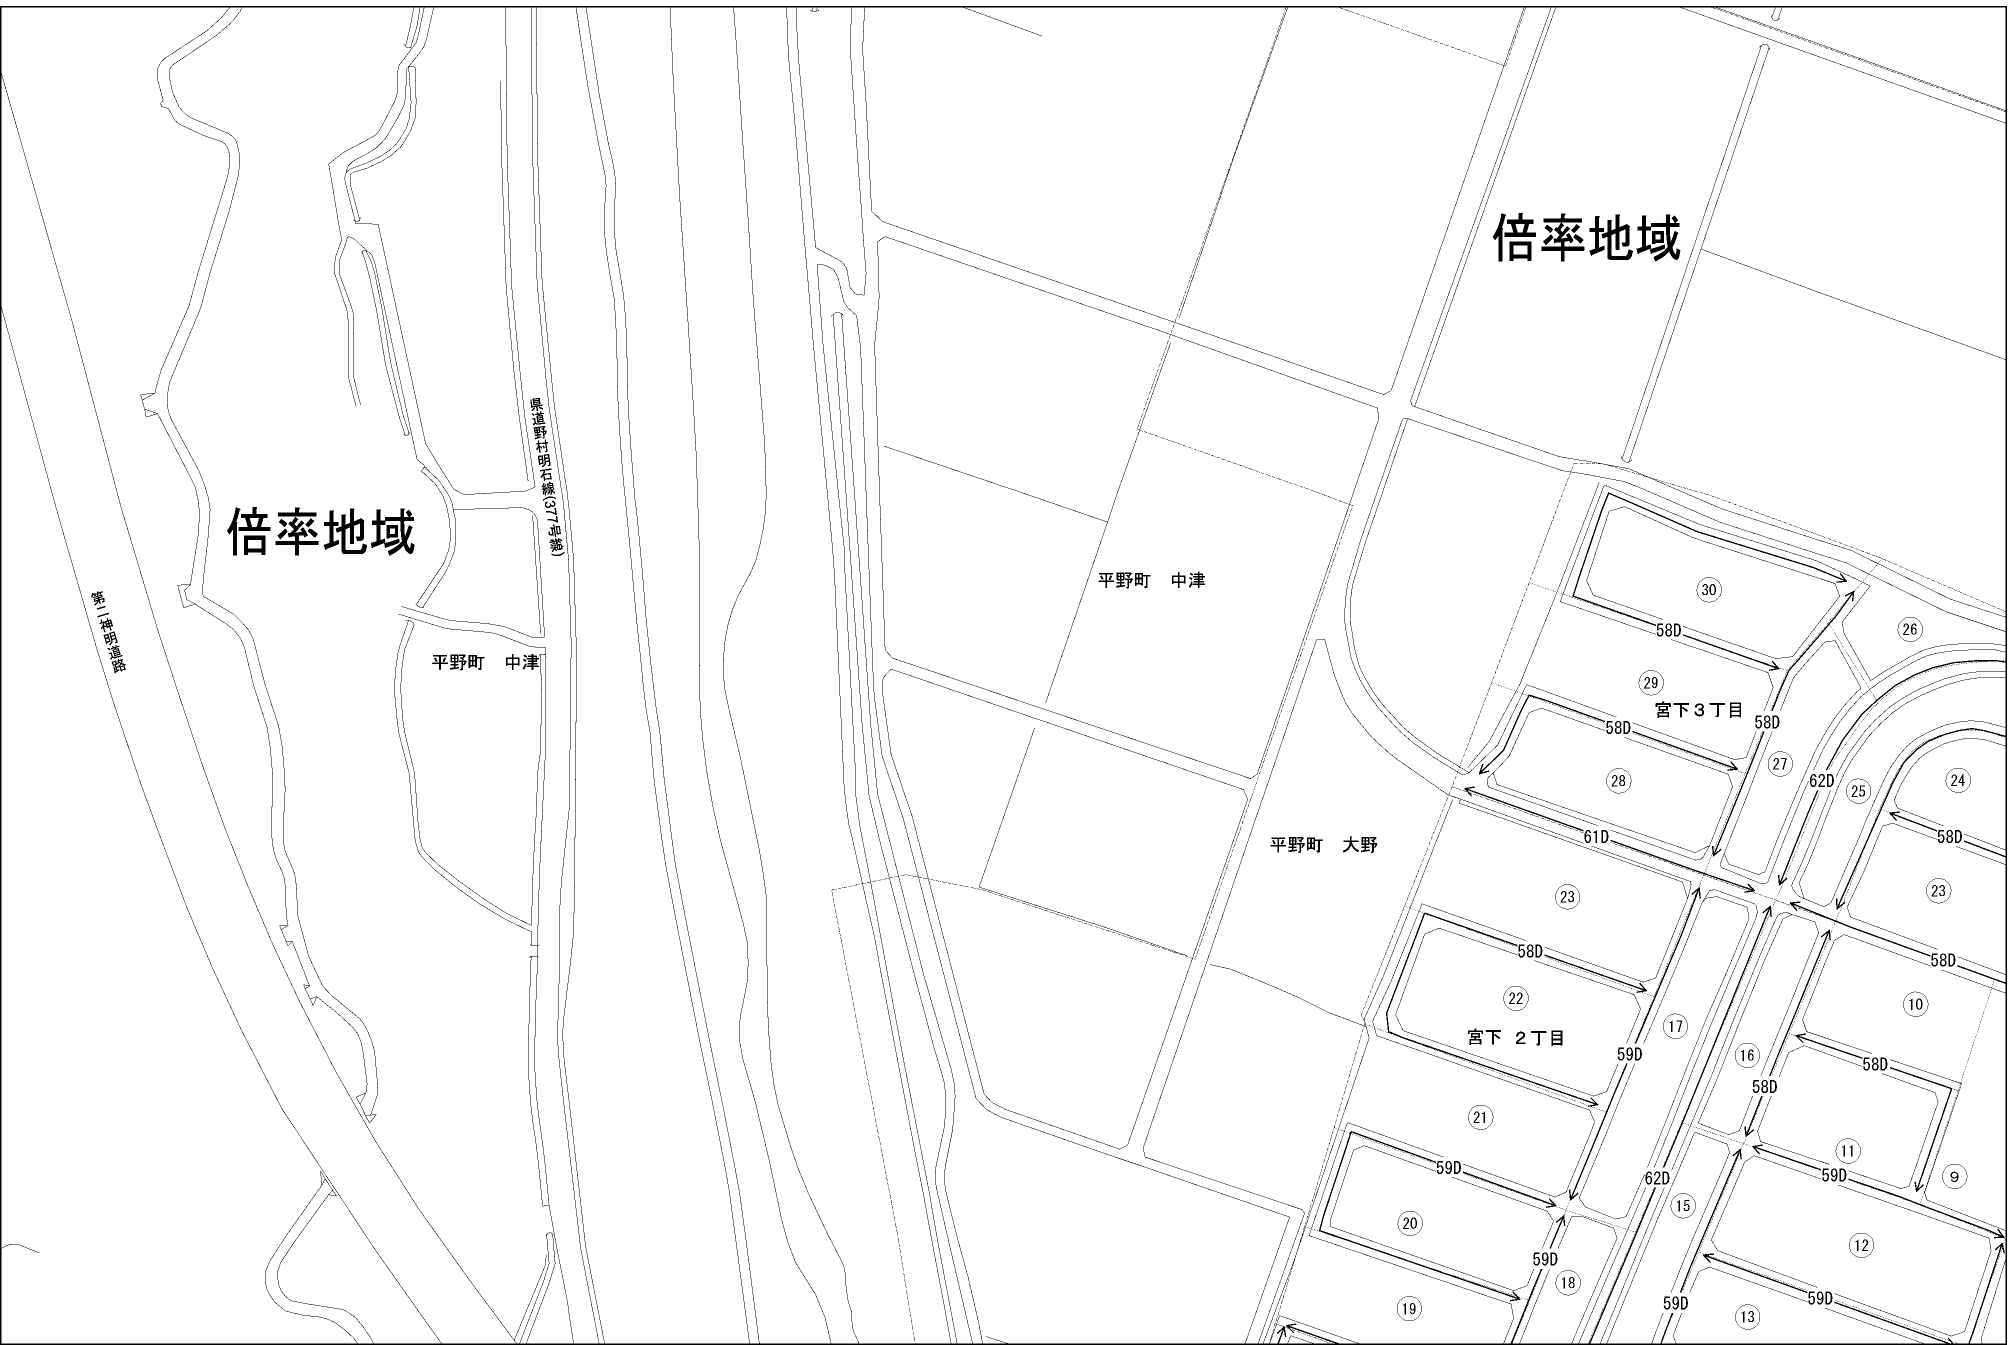 倍率地域
県道野村明石線(377号線)
倍率地域
平野町 中津
30
第二神明道路
58D
26
平野町 中津
29
宮下3丁目
58D
58D
27
28
62D
24
25
61D
58D
平野町 大野
23
23
58D
58D
22
10
17
宮下 2丁目
59D
16
58D
58D
21
11
59D
59D
62D
9
15
20
12
59D
18
59D
59D
19
13